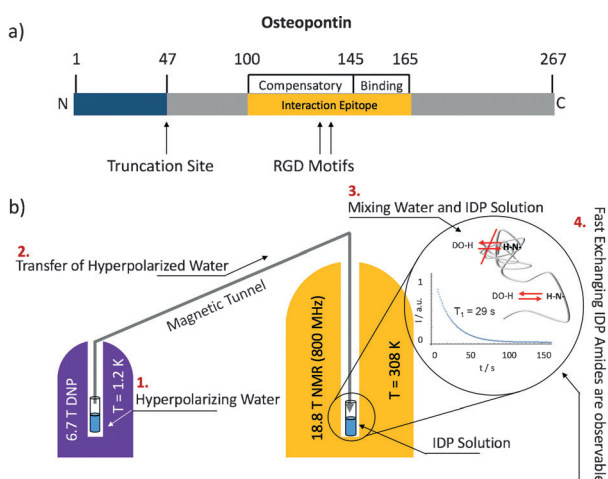 a)
Osteopontin
1 47 100 145 165 267
Compensatory Binding
N Interaction Epitope C
Truncation Site RGD Motifs
b)
3.
Mixing Water and IDP Solution
4.
Fast Exchanging IDP Amides are observable
2.
Transfer of Hyperpolarized Water
Magnetic Tunnel
DO-H H-N-
DO-H H-N-
I / a.u.
1
0
T₁ = 29 s
0 50 100 150
t / s
6.7 T DNP
T = 1.2 K
1.
Hyperpolarizing Water
18.8 T NMR (800 MHz)
T = 308 K
IDP Solution